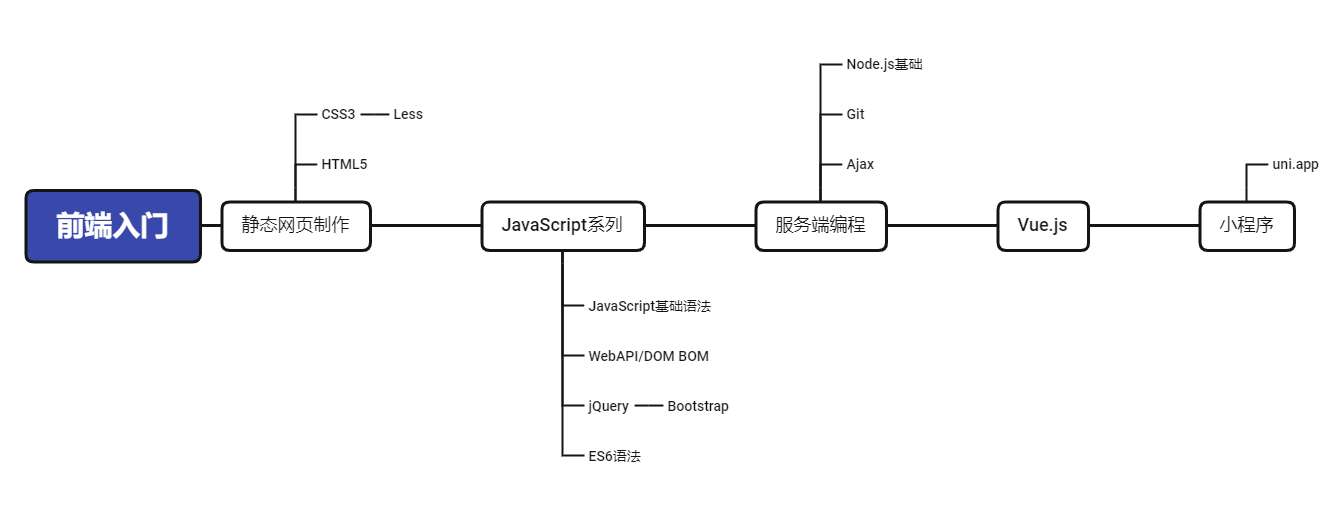 前端入门
静态网页制作
CSS3
Less
HTML5
JavaScript系列
JavaScript基础语法
WebAPI/DOM BOM
jQuery
Bootstrap
ES6语法
服务端编程
Node.js基础
Git
Ajax
Vue.js
小程序
uni.app